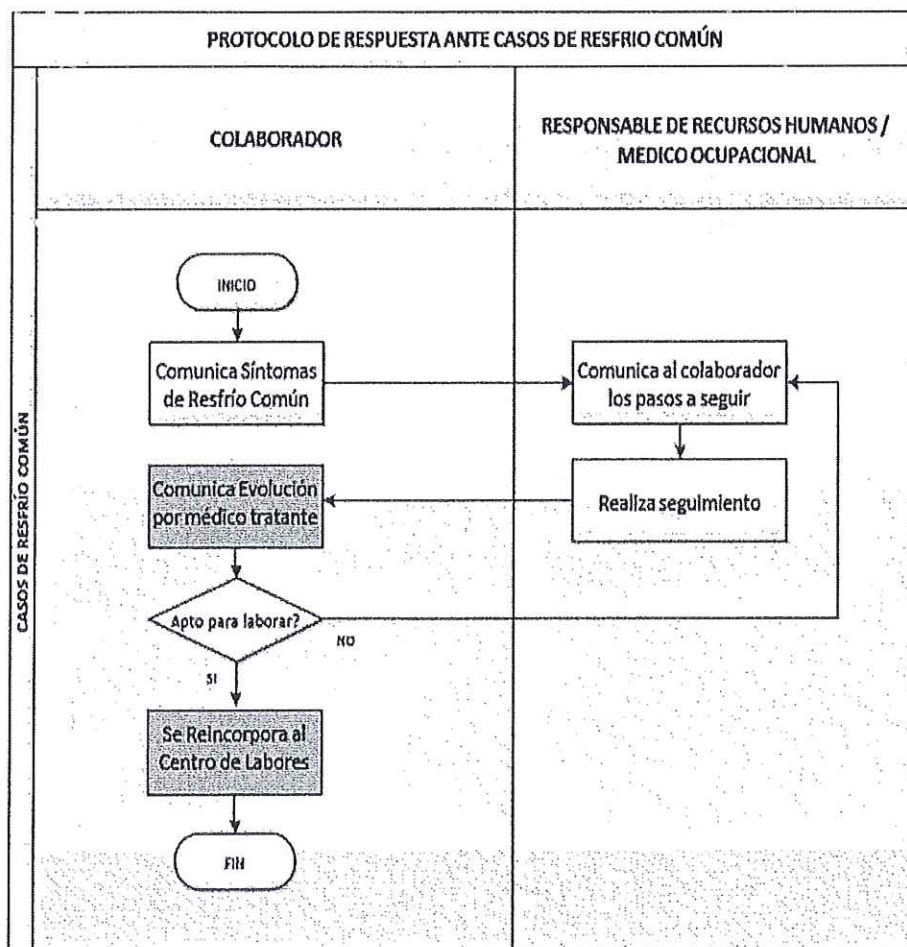 PROTOCOLO DE RESPUESTA ANTE CASOS DE RESFRIO COMÚN
COLABORADOR
RESPONSABLE DE RECURSOS HUMANOS /
MEDICO OCUPACIONAL
CASOS DE RESFRÍO COMÚN
INICIO
Comunica Síntomas
de Resfrío Común
Comunica al colaborador
los pasos a seguir
Comunica Evolución
por médico tratante
Realiza seguimiento
Apto para laborar?
NO
SI
Se Reincorpora al
Centro de Labores
FIN